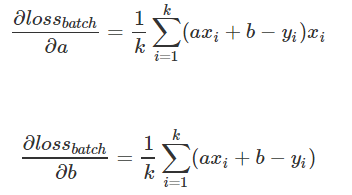 ∂loss_batch/∂a = 1/k ∑_{i=1}^{k} (ax_i + b − y_i)x_i
∂loss_batch/∂b = 1/k ∑_{i=1}^{k} (ax_i + b − y_i)